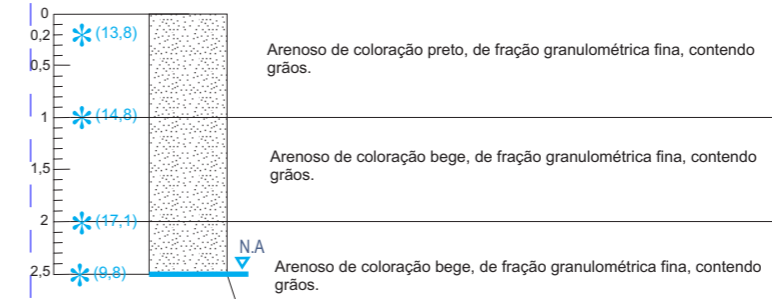 0
0,2 (13,8)
Arenoso de coloração preto, de fração granulométrica fina, contendo
grãos.
0,5
1 (14,8)
1,5
Arenoso de coloração bege, de fração granulométrica fina, contendo
grãos.
2 (17,1)
N.A
2,5 (9,8)
Arenoso de coloração bege, de fração granulométrica fina, contendo
grãos.